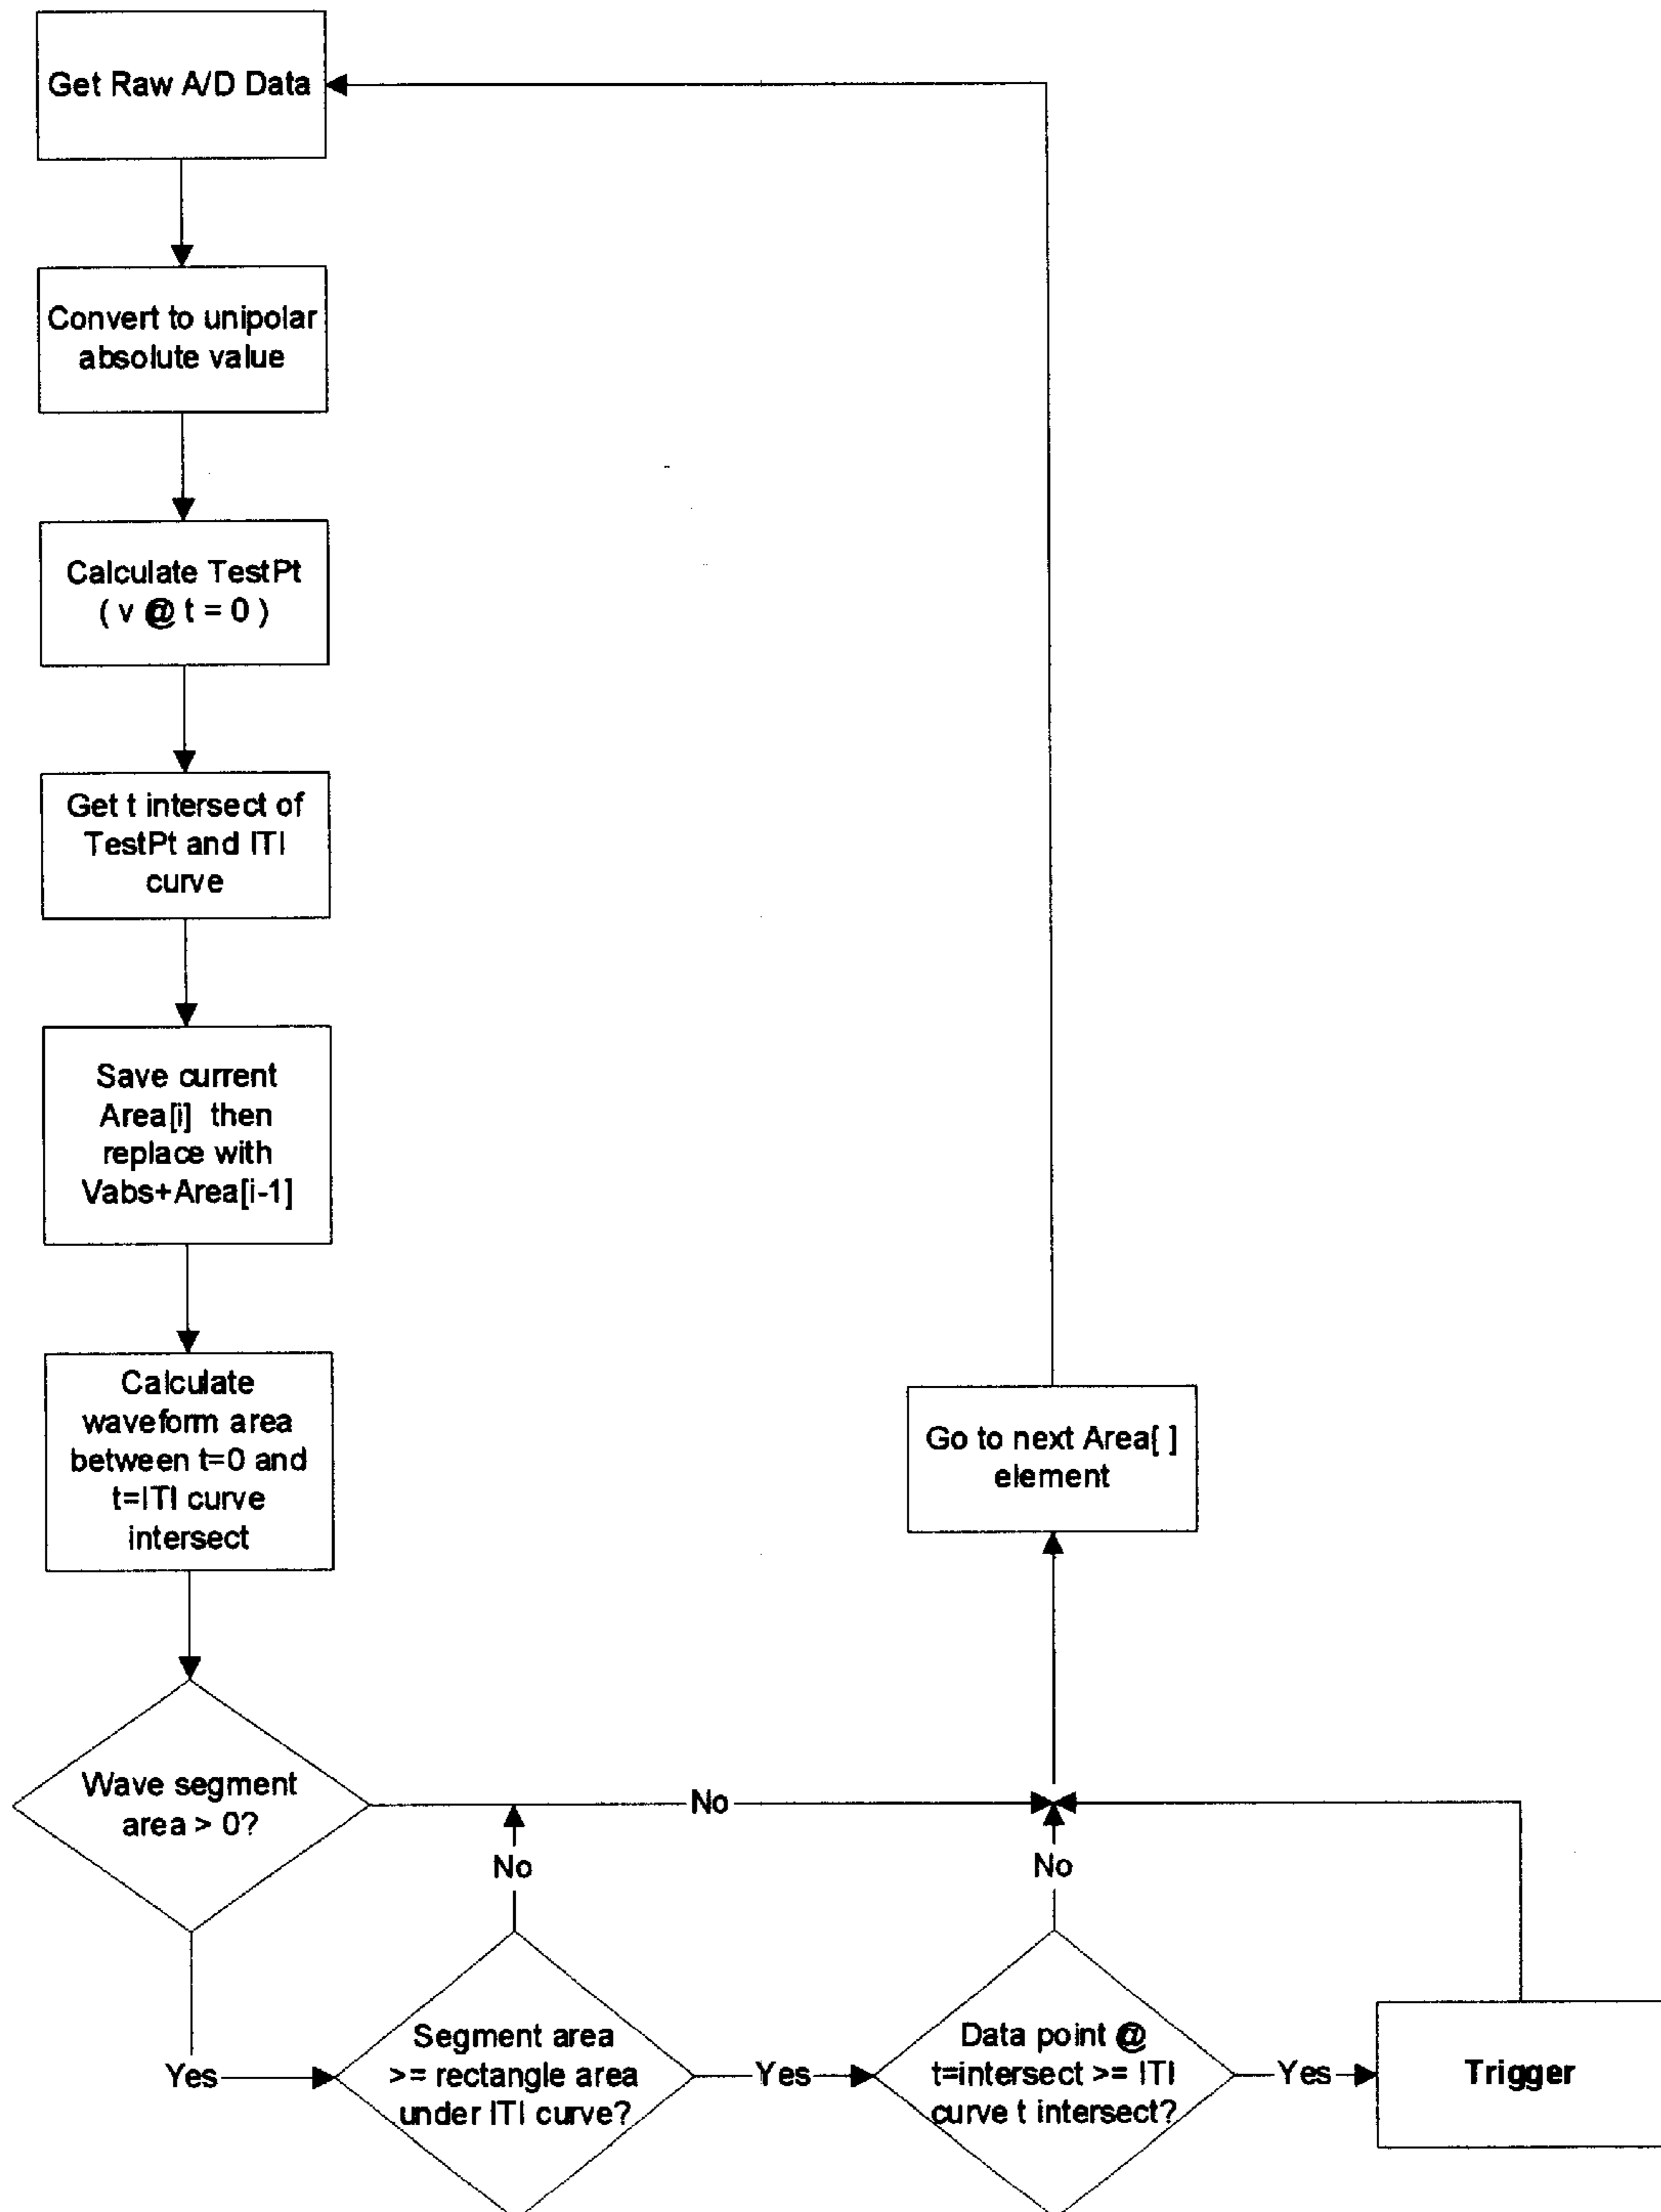 Get Raw A/D Data
Convert to unipolar
absolute value
Calculate TestPt
( v @ t = 0 )
Get t intersect of
TestPt and ITI
curve
Save current
Area[i] then
replace with
Vabs+Area[i-1]
Calculate
waveform area
between t=0 and
t=ITI curve
intersect
Go to next Area[ ]
element
Wave segment
area > 0?
No
No
No
Yes
Segment area
>= rectangle area
under ITI curve?
Yes
Data point @
t=intersect >= ITI
curve t intersect?
Yes
Trigger